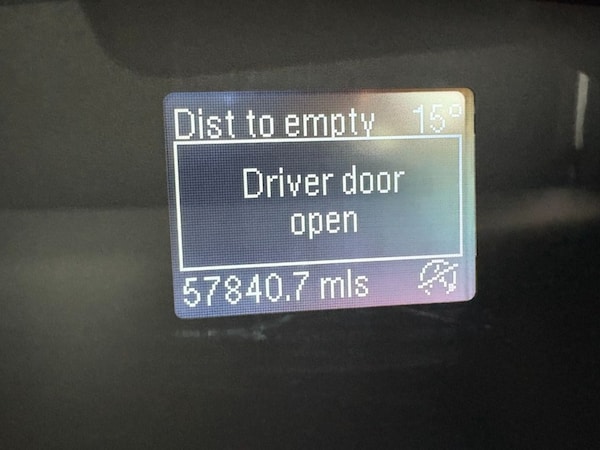 Dist to empty 15°
Driver door
open
57840.7 mls